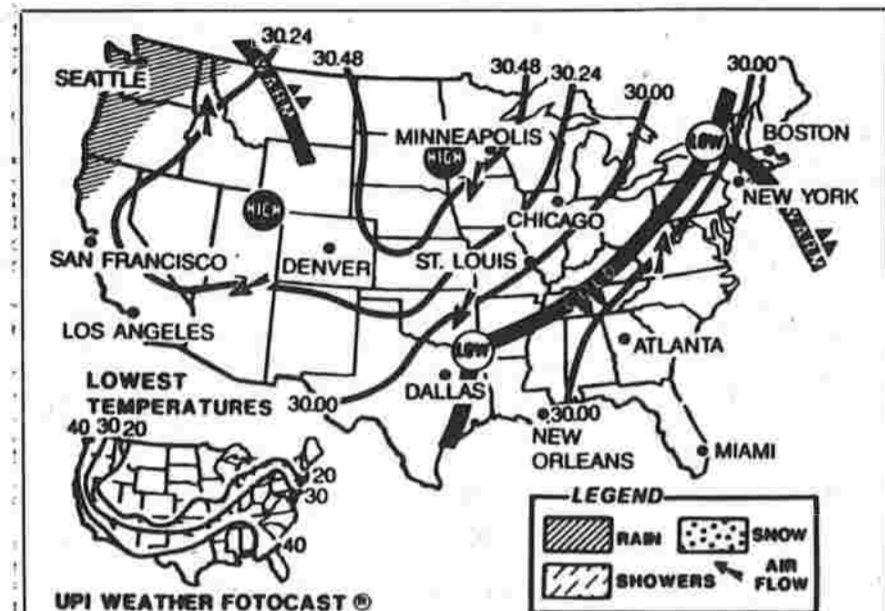 30.24
30.48
30.48
30.24
30.00
30.00
SEATTLE
WARM
MINNEAPOLIS
HIGH
LOW
BOSTON
NEW YORK
WARM
HIGH
CHICAGO
SAN FRANCISCO
DENVER
ST. LOUIS
LOS ANGELES
LOW
ATLANTA
DALLAS
30.00
30.00
NEW
ORLEANS
MIAMI
LOWEST
TEMPERATURES
40 30 20
20
30
40
LEGEND
RAIN
SNOW
SHOWERS
AIR
FLOW
UPI WEATHER FOTOCAST ®